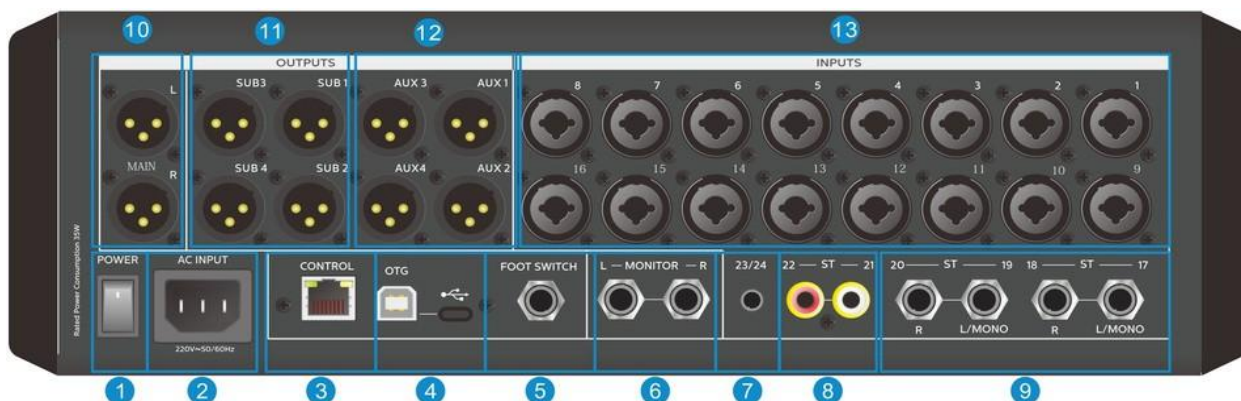 10 11 12 13
OUTPUTS INPUTS
L SUB3 SUB 1 AUX 3 AUX 1 8 7 6 5 4 3 2 1
MAIN
R SUB 4 SUB 2 AUX4 AUX 2 16 15 14 13 12 11 10 9
Rated Power Consumption 35W
POWER AC INPUT CONTROL OTG FOOT SWITCH L MONITOR R 23/24 22 ST 21 20 ST 19 18 ST 17
R L/MONO R L/MONO
220V~50/60Hz
1 2 3 4 5 6 7 8 9